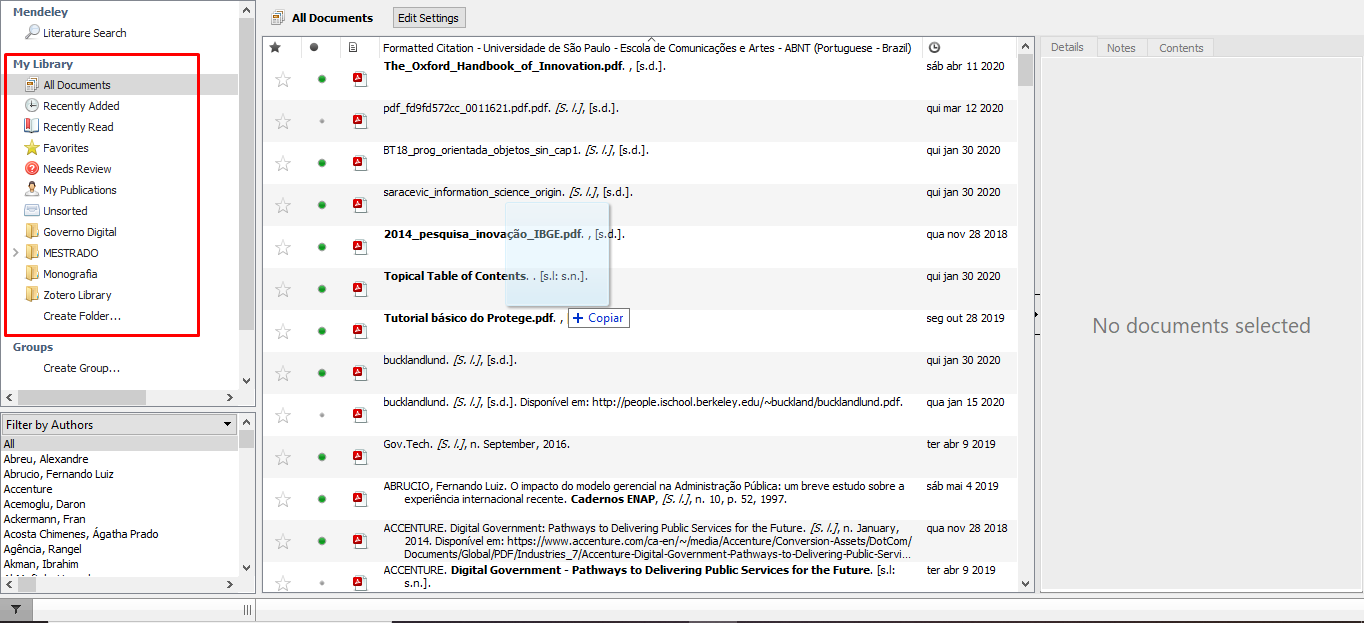 Mendeley
Literature Search
My Library
All Documents
Recently Added
Recently Read
Favorites
Needs Review
My Publications
Unsorted
Governo Digital
MESTRADO
Monografia
Zotero Library
Create Folder...
Groups
Create Group...
Filter by Authors
All
Abreu, Alexandre
Abrucio, Fernando Luiz
Accenture
Acemoglu, Daron
Ackermann, Fran
Acosta Chimenes, Ágatha Prado
Agência, Rangel
Akman, Ibrahim
All Documents
Edit Settings
Formatted Citation - Universidade de São Paulo - Escola de Comunicações e Artes - ABNT (Portuguese - Brazil)
The_Oxford_Handbook_of_Innovation.pdf. , [s.d.].
sáb abr 11 2020
pdf_fd9fd572cc_0011621.pdf.pdf. [S. l.], [s.d.].
qui mar 12 2020
BT18_prog_orientada_objetos_sin_cap1. [S. l.], [s.d.].
qui jan 30 2020
saracevic_information_science_origin. [S. l.], [s.d.].
qui jan 30 2020
2014_pesquisa_inovação_IBGE.pdf. , [s.d.].
qua nov 28 2018
Topical Table of Contents. . [s.l: s.n.].
qui jan 30 2020
Tutorial básico do Protege.pdf. ,
Copiar
seg out 28 2019
bucklandlund. [S. l.], [s.d.].
qui jan 30 2020
bucklandlund. [S. l.], [s.d.]. Disponível em: http://people.ischool.berkeley.edu/~buckland/bucklandlund.pdf.
qua jan 15 2020
Gov.Tech. [S. l.], n. September, 2016.
ter abr 9 2019
ABRUCIO, Fernando Luiz. O impacto do modelo gerencial na Administração Pública: um breve estudo sobre a
experiência internacional recente. Cadernos ENAP, [S. l.], n. 10, p. 52, 1997.
sáb mai 4 2019
ACCENTURE. Digital Government: Pathways to Delivering Public Services for the Future. [S. l.], n. January,
2014. Disponível em: https://www.accenture.com/ca-en/~/media/Accenture/Conversion-Assets/DotCom/
Documents/Global/PDF/Industries_7/Accenture-Digital-Government-Pathways-to-Delivering-Public-Servi...
qua nov 28 2018
ACCENTURE. Digital Government - Pathways to Delivering Public Services for the Future. [s.l:
s.n.].
ter abr 9 2019
Details
Notes
Contents
No documents selected